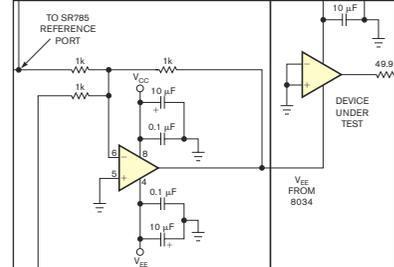 TO SR785
REFERENCE
PORT
1k
1k
1k
VCC
10 µF
0.1 µF
6
−
5
+
8
4
0.1 µF
10 µF
+
VEE
10 µF
+
−
+
49.9
DEVICE
UNDER
TEST
VEE
FROM
8034